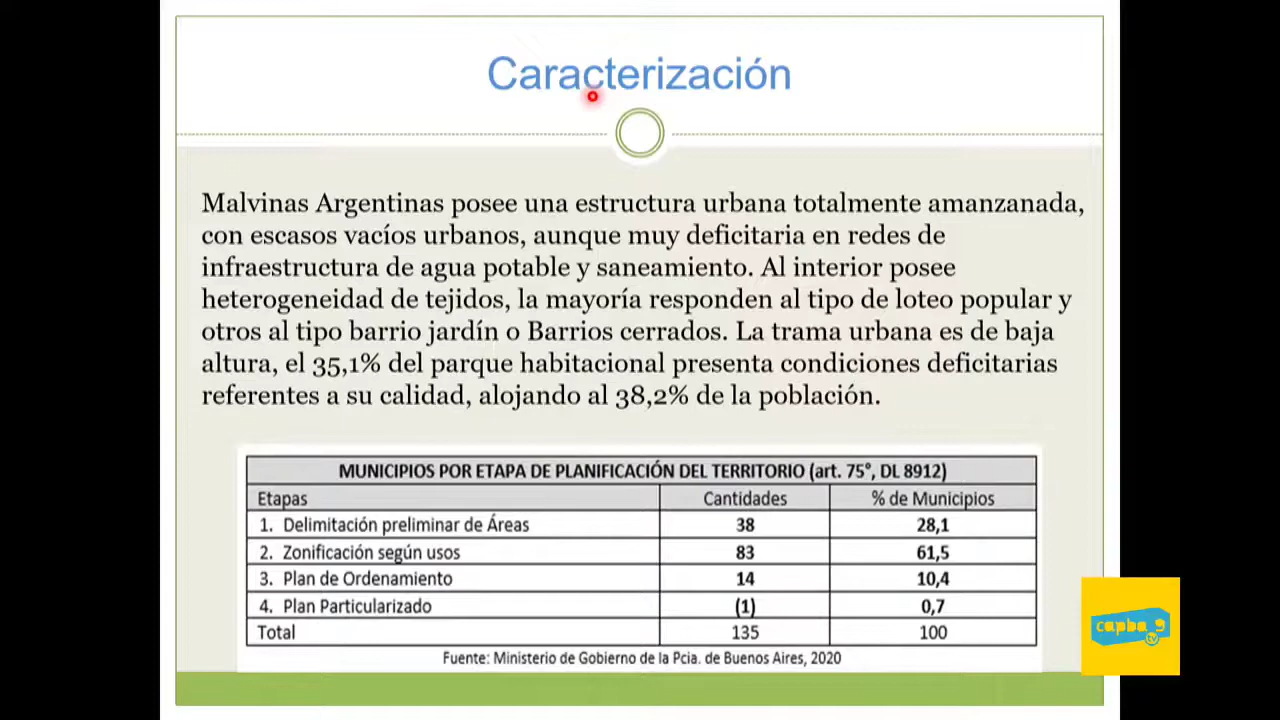 Caracterización
Malvinas Argentinas posee una estructura urbana totalmente amanzanada,
con escasos vacíos urbanos, aunque muy deficitaria en redes de
infraestructura de agua potable y saneamiento. Al interior posee
heterogeneidad de tejidos, la mayoría responden al tipo de loteo popular y
otros al tipo barrio jardín o Barrios cerrados. La trama urbana es de baja
altura, el 35,1% del parque habitacional presenta condiciones deficitarias
referentes a su calidad, alojando al 38,2% de la población.
MUNICIPIOS POR ETAPA DE PLANIFICACIÓN DEL TERRITORIO (art. 75°, DL 8912)
Etapas Cantidades % de Municipios
1. Delimitación preliminar de Áreas 38 28,1
2. Zonificación según usos 83 61,5
3. Plan de Ordenamiento 14 10,4
4. Plan Particularizado (1) 0,7
Total 135 100
Fuente: Ministerio de Gobierno de la Pcia. de Buenos Aires, 2020
capba 9
tv